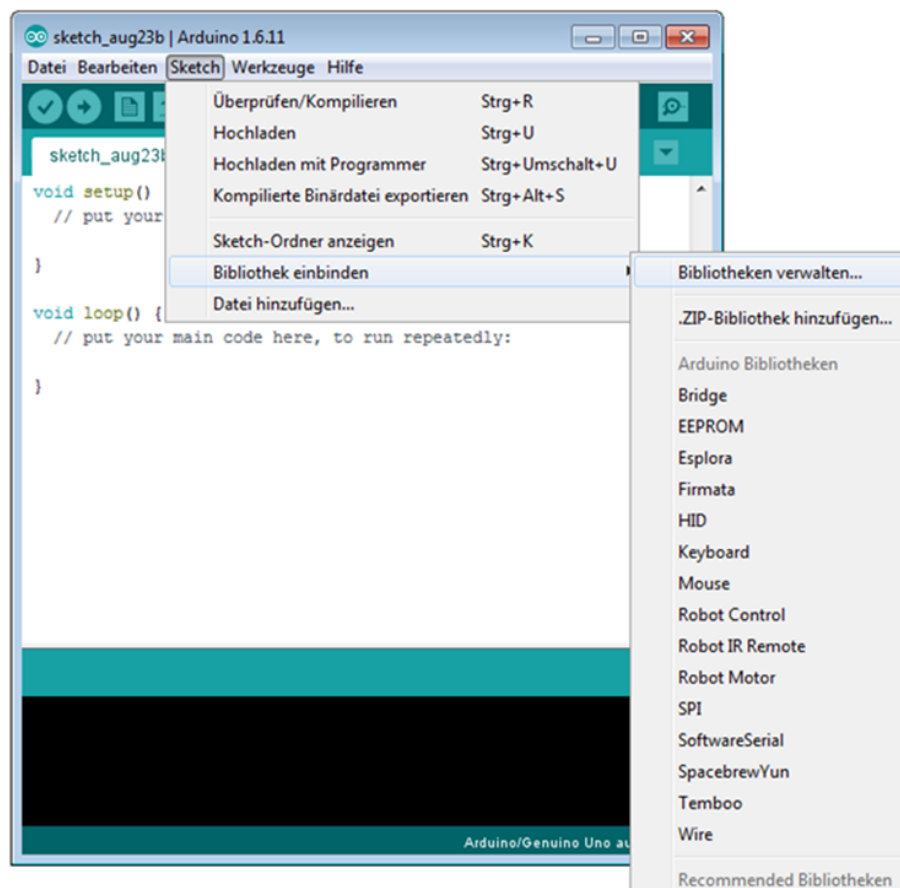 sketch_aug23b | Arduino 1.6.11
Datei Bearbeiten Sketch Werkzeuge Hilfe
Überprüfen/Kompilieren Strg+R
Hochladen Strg+U
Hochladen mit Programmer Strg+Umschalt+U
Kompilierte Binärdatei exportieren Strg+Alt+S
Sketch-Ordner anzeigen Strg+K
Bibliothek einbinden
Datei hinzufügen...
sketch_aug23b
void setup()
// put your
}
void loop() {
// put your main code here, to run repeatedly:
}
Arduino/Genuino Uno au
Bibliotheken verwalten...
.ZIP-Bibliothek hinzufügen...
Arduino Bibliotheken
Bridge
EEPROM
Esplora
Firmata
HID
Keyboard
Mouse
Robot Control
Robot IR Remote
Robot Motor
SPI
SoftwareSerial
SpacebrewYun
Temboo
Wire
Recommended Bibliotheken